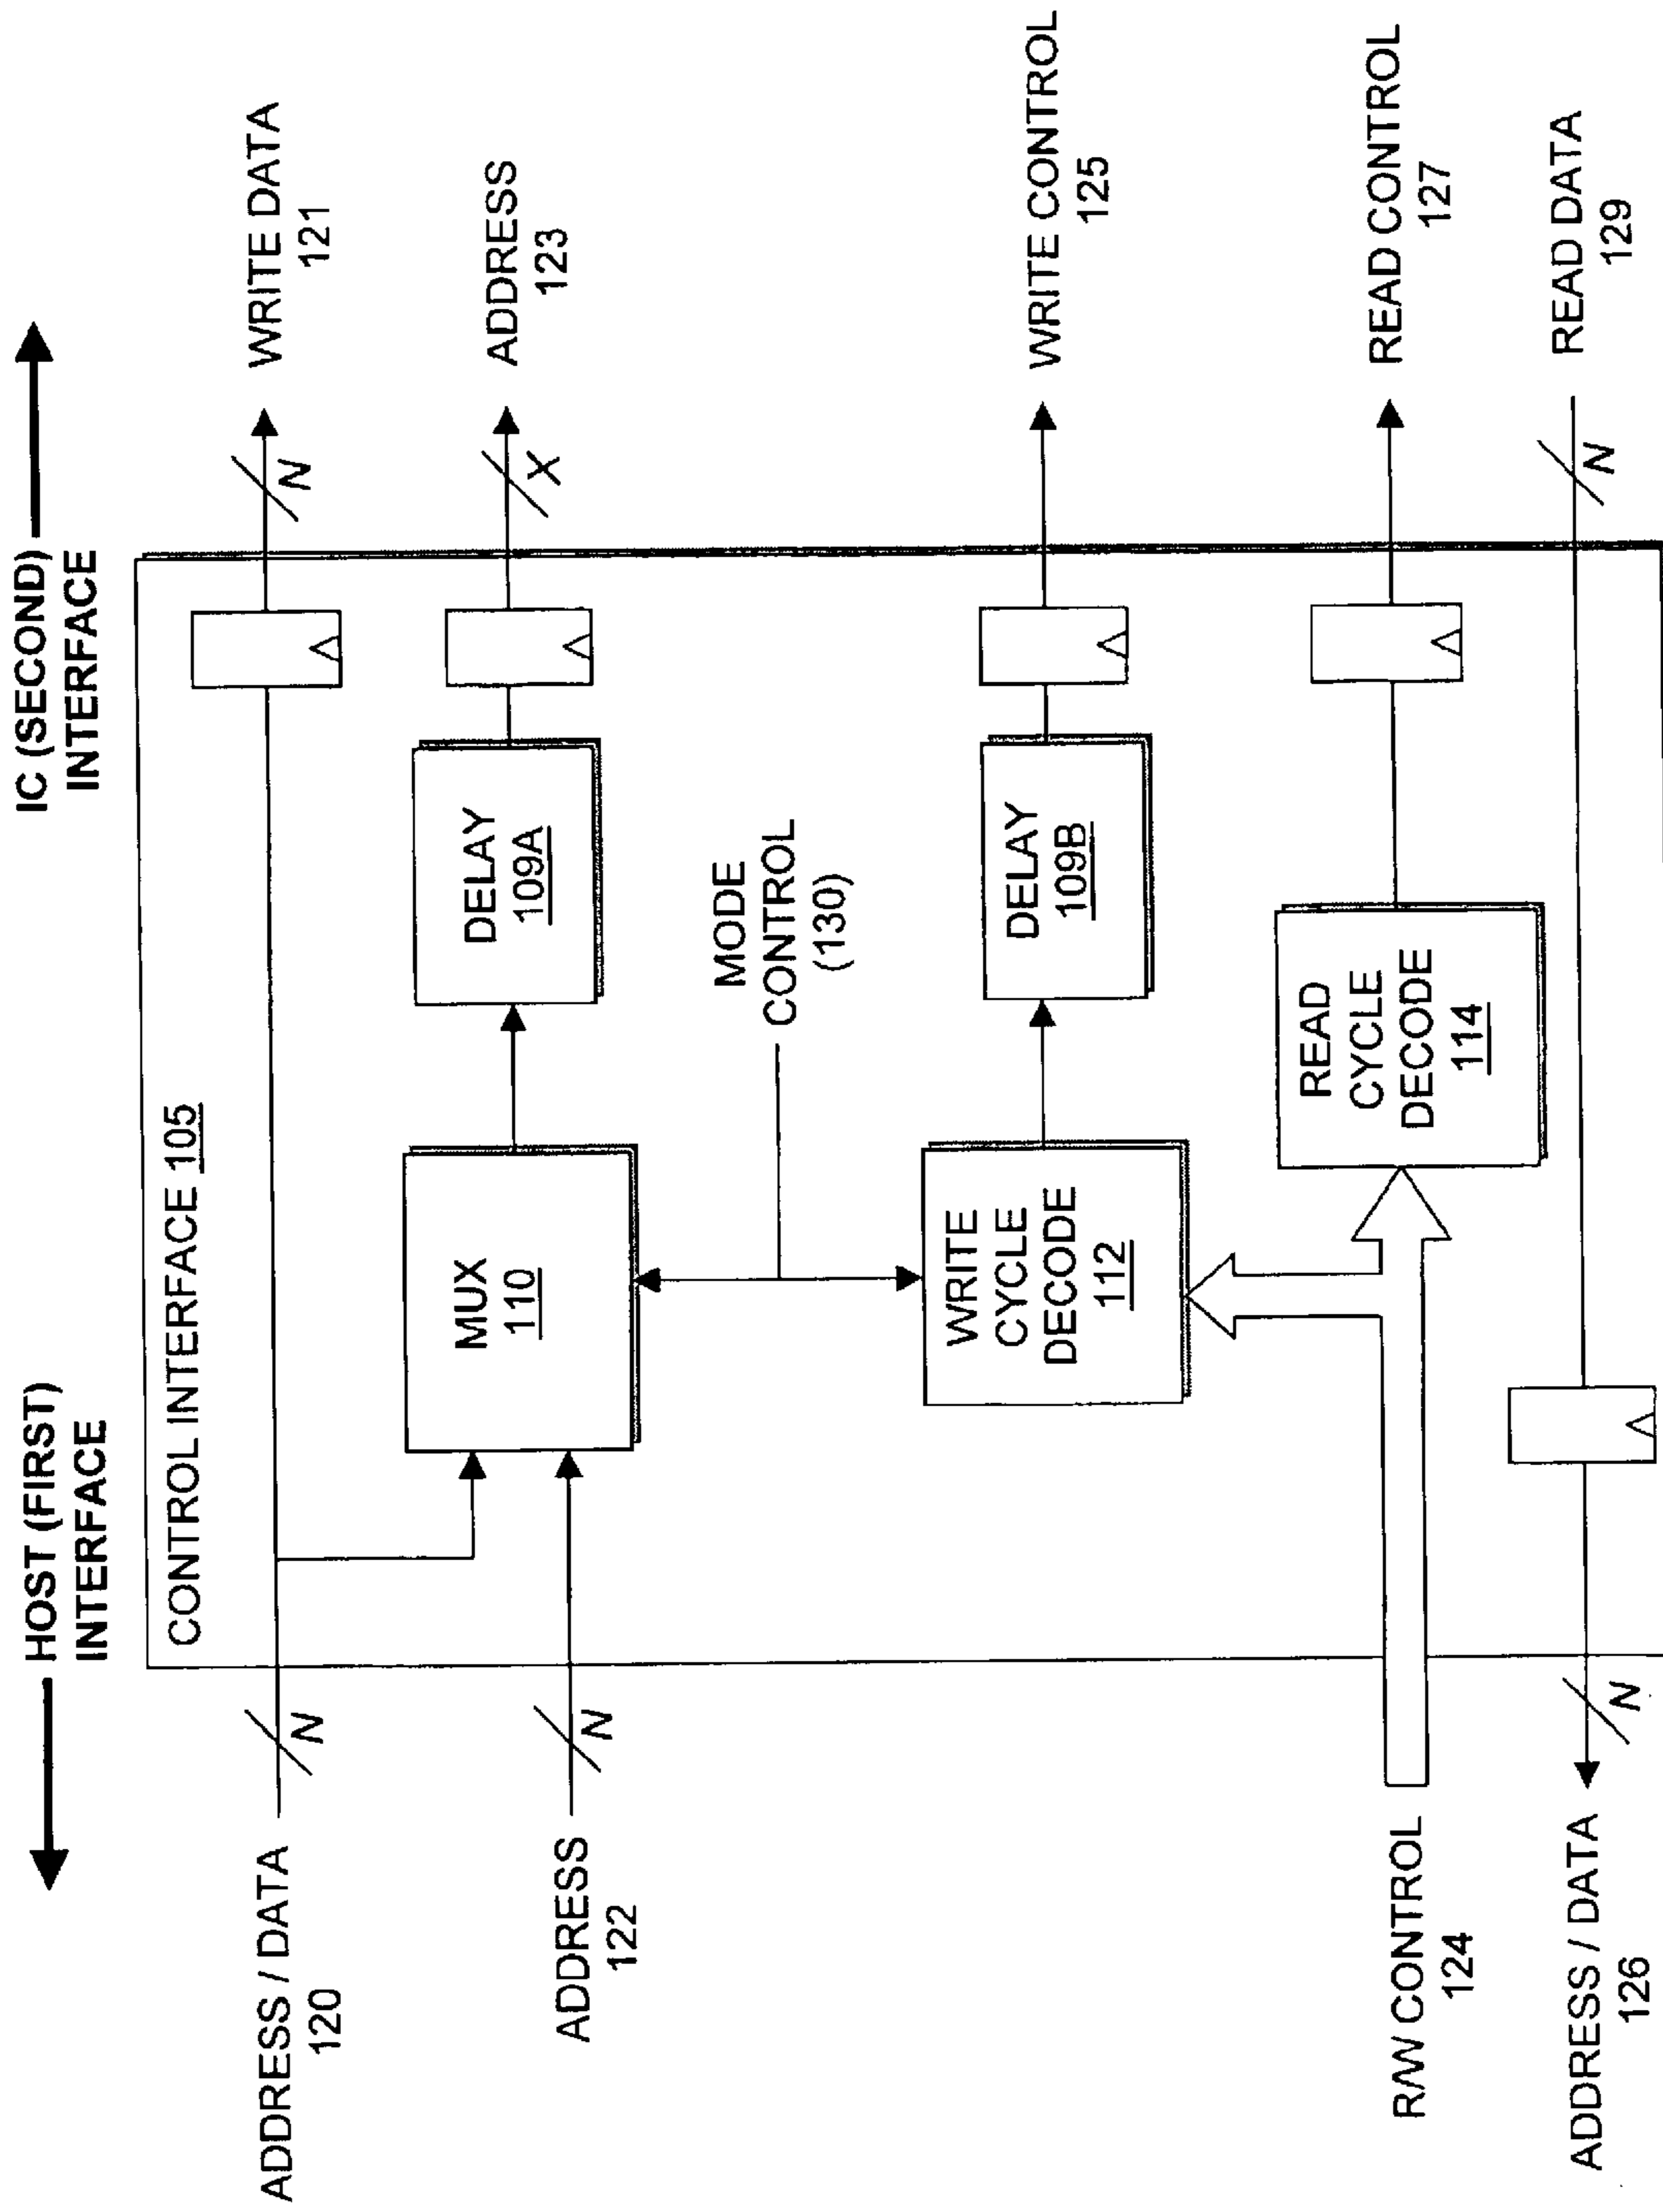 HOST (FIRST)
INTERFACE
IC (SECOND)
INTERFACE
CONTROL INTERFACE 105
ADDRESS / DATA
120
N
N
WRITE DATA
121
ADDRESS
122
N
MUX
110
DELAY
109A
X
ADDRESS
123
MODE
CONTROL
(130)
WRITE
CYCLE
DECODE
112
DELAY
109B
WRITE CONTROL
125
R/W CONTROL
124
READ
CYCLE
DECODE
114
READ CONTROL
127
ADDRESS / DATA
126
N
N
READ DATA
129